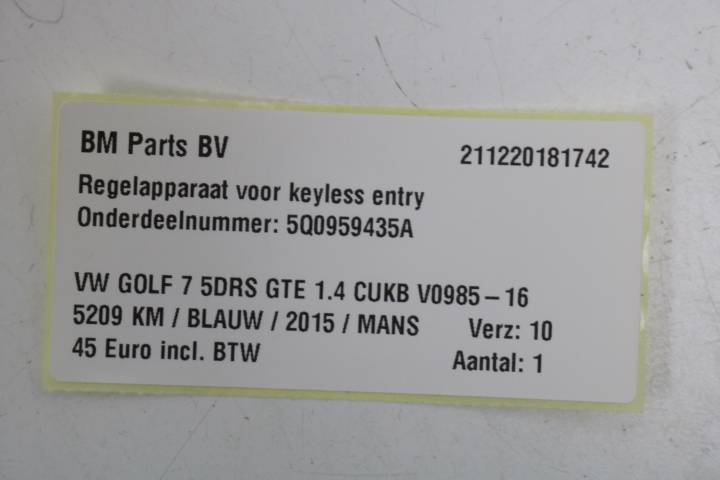 BM Parts BV 211220181742
Regelapparaat voor keyless entry
Onderdeelnummer: 5Q0959435A
VW GOLF 7 5DRS GTE 1.4 CUKB V0985-16
5209 KM / BLAUW / 2015 / MANS Verz: 10
45 Euro incl. BTW Aantal: 1